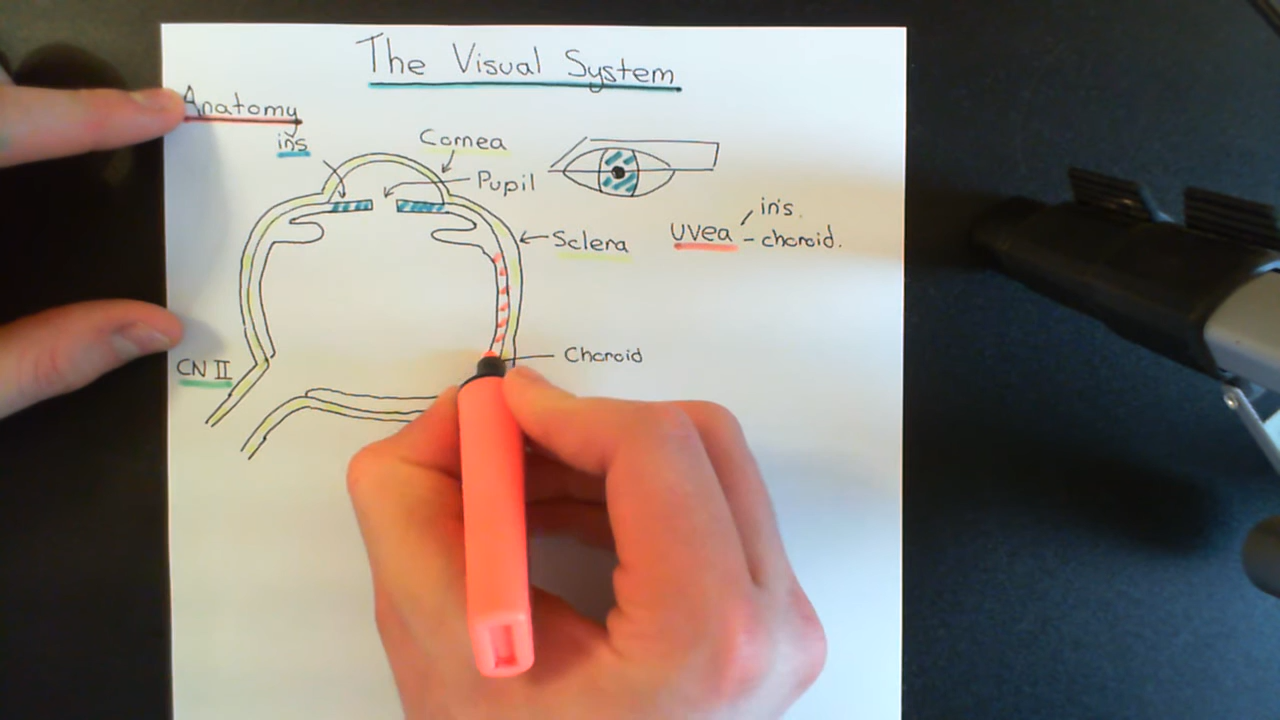 The Visual System
Anatomy
iris
Cornea
Pupil
iris.
Sclera
uvea
choroid.
Choroid
CN II